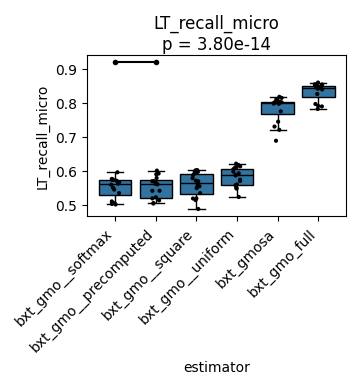 LT_recall_micro
p = 3.80e-14
LT_recall_micro
0.9
0.8
0.7
0.6
0.5
bxt_gmo__softmax
bxt_gmo__precomputed
bxt_gmo__square
bxt_gmo__uniform
bxt_gmosa
bxt_gmo_full
estimator